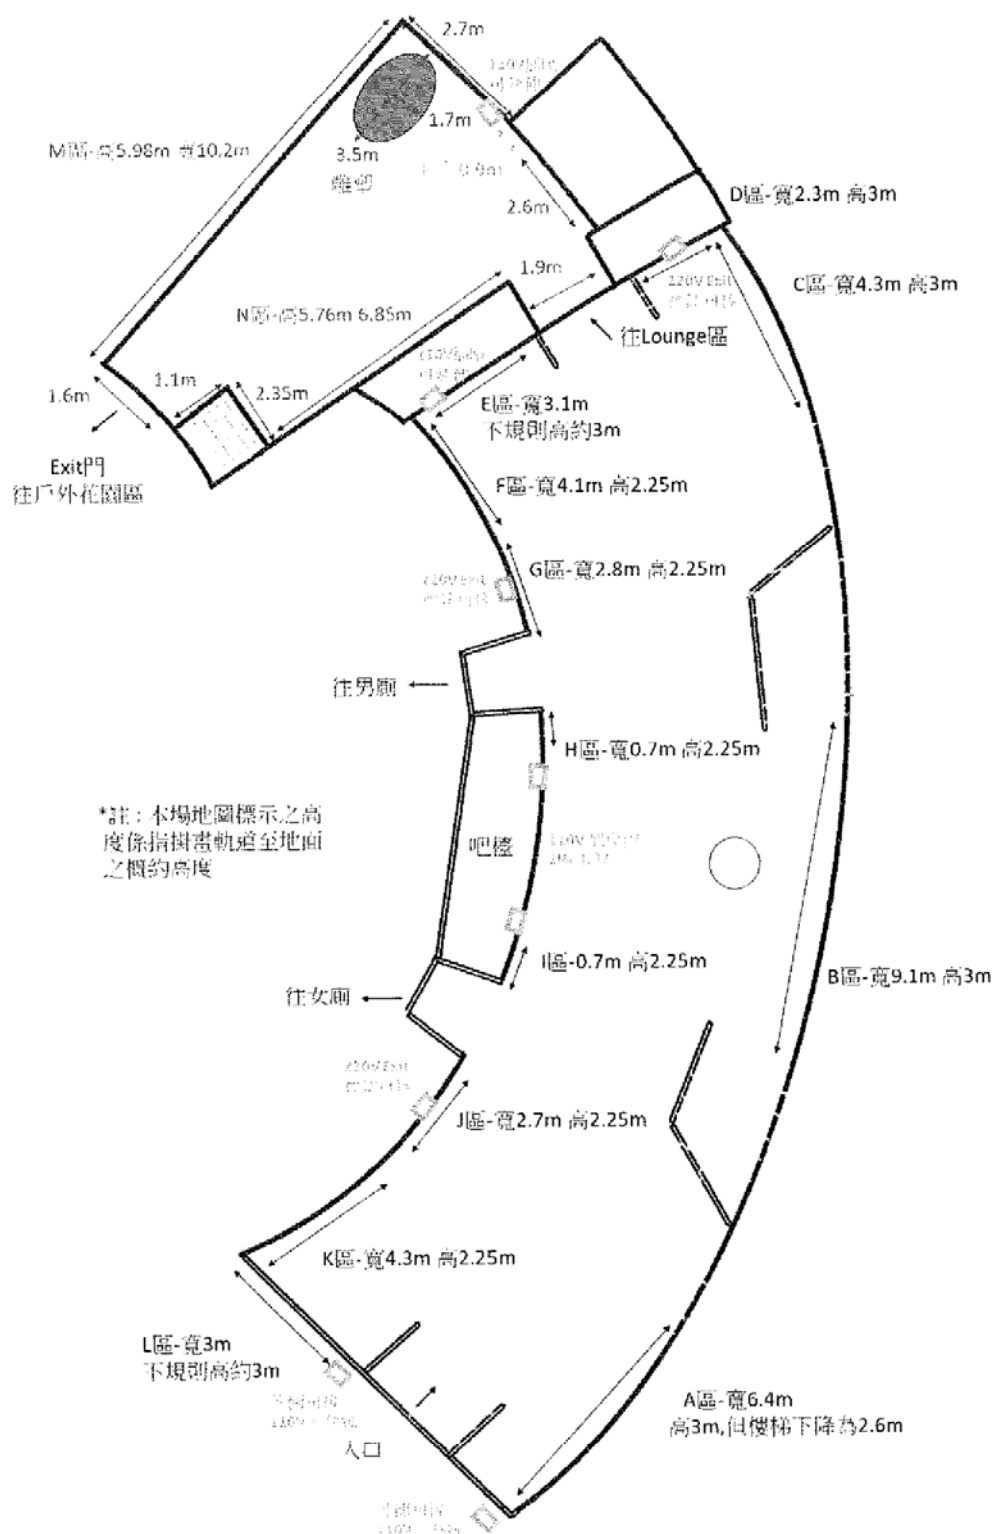 2.7m
1.7m
3.5m
雕塑
M區-高5.98m 寬10.2m
0.9m
2.6m
D區-寬2.3m 高3m
1.9m
220V Exit
C區-寬4.3m 高3m
N區-高5.76m 6.85m
往Lounge區
1.1m
2.35m
1.6m
E區-寬3.1m
不規則高約3m
Exit門
往戶外花園區
F區-寬4.1m 高2.25m
G區-寬2.8m 高2.25m
220V Exit
往男廁
H區-寬0.7m 高2.25m
*註：本場地圖標示之高
度係指掛畫軌道至地面
之概約高度
吧檯
I區-0.7m 高2.25m
B區-寬9.1m 高3m
往女廁
220V Exit
J區-寬2.7m 高2.25m
K區-寬4.3m 高2.25m
L區-寬3m
不規則高約3m
A區-寬6.4m
高3m,但樓梯下降為2.6m
入口